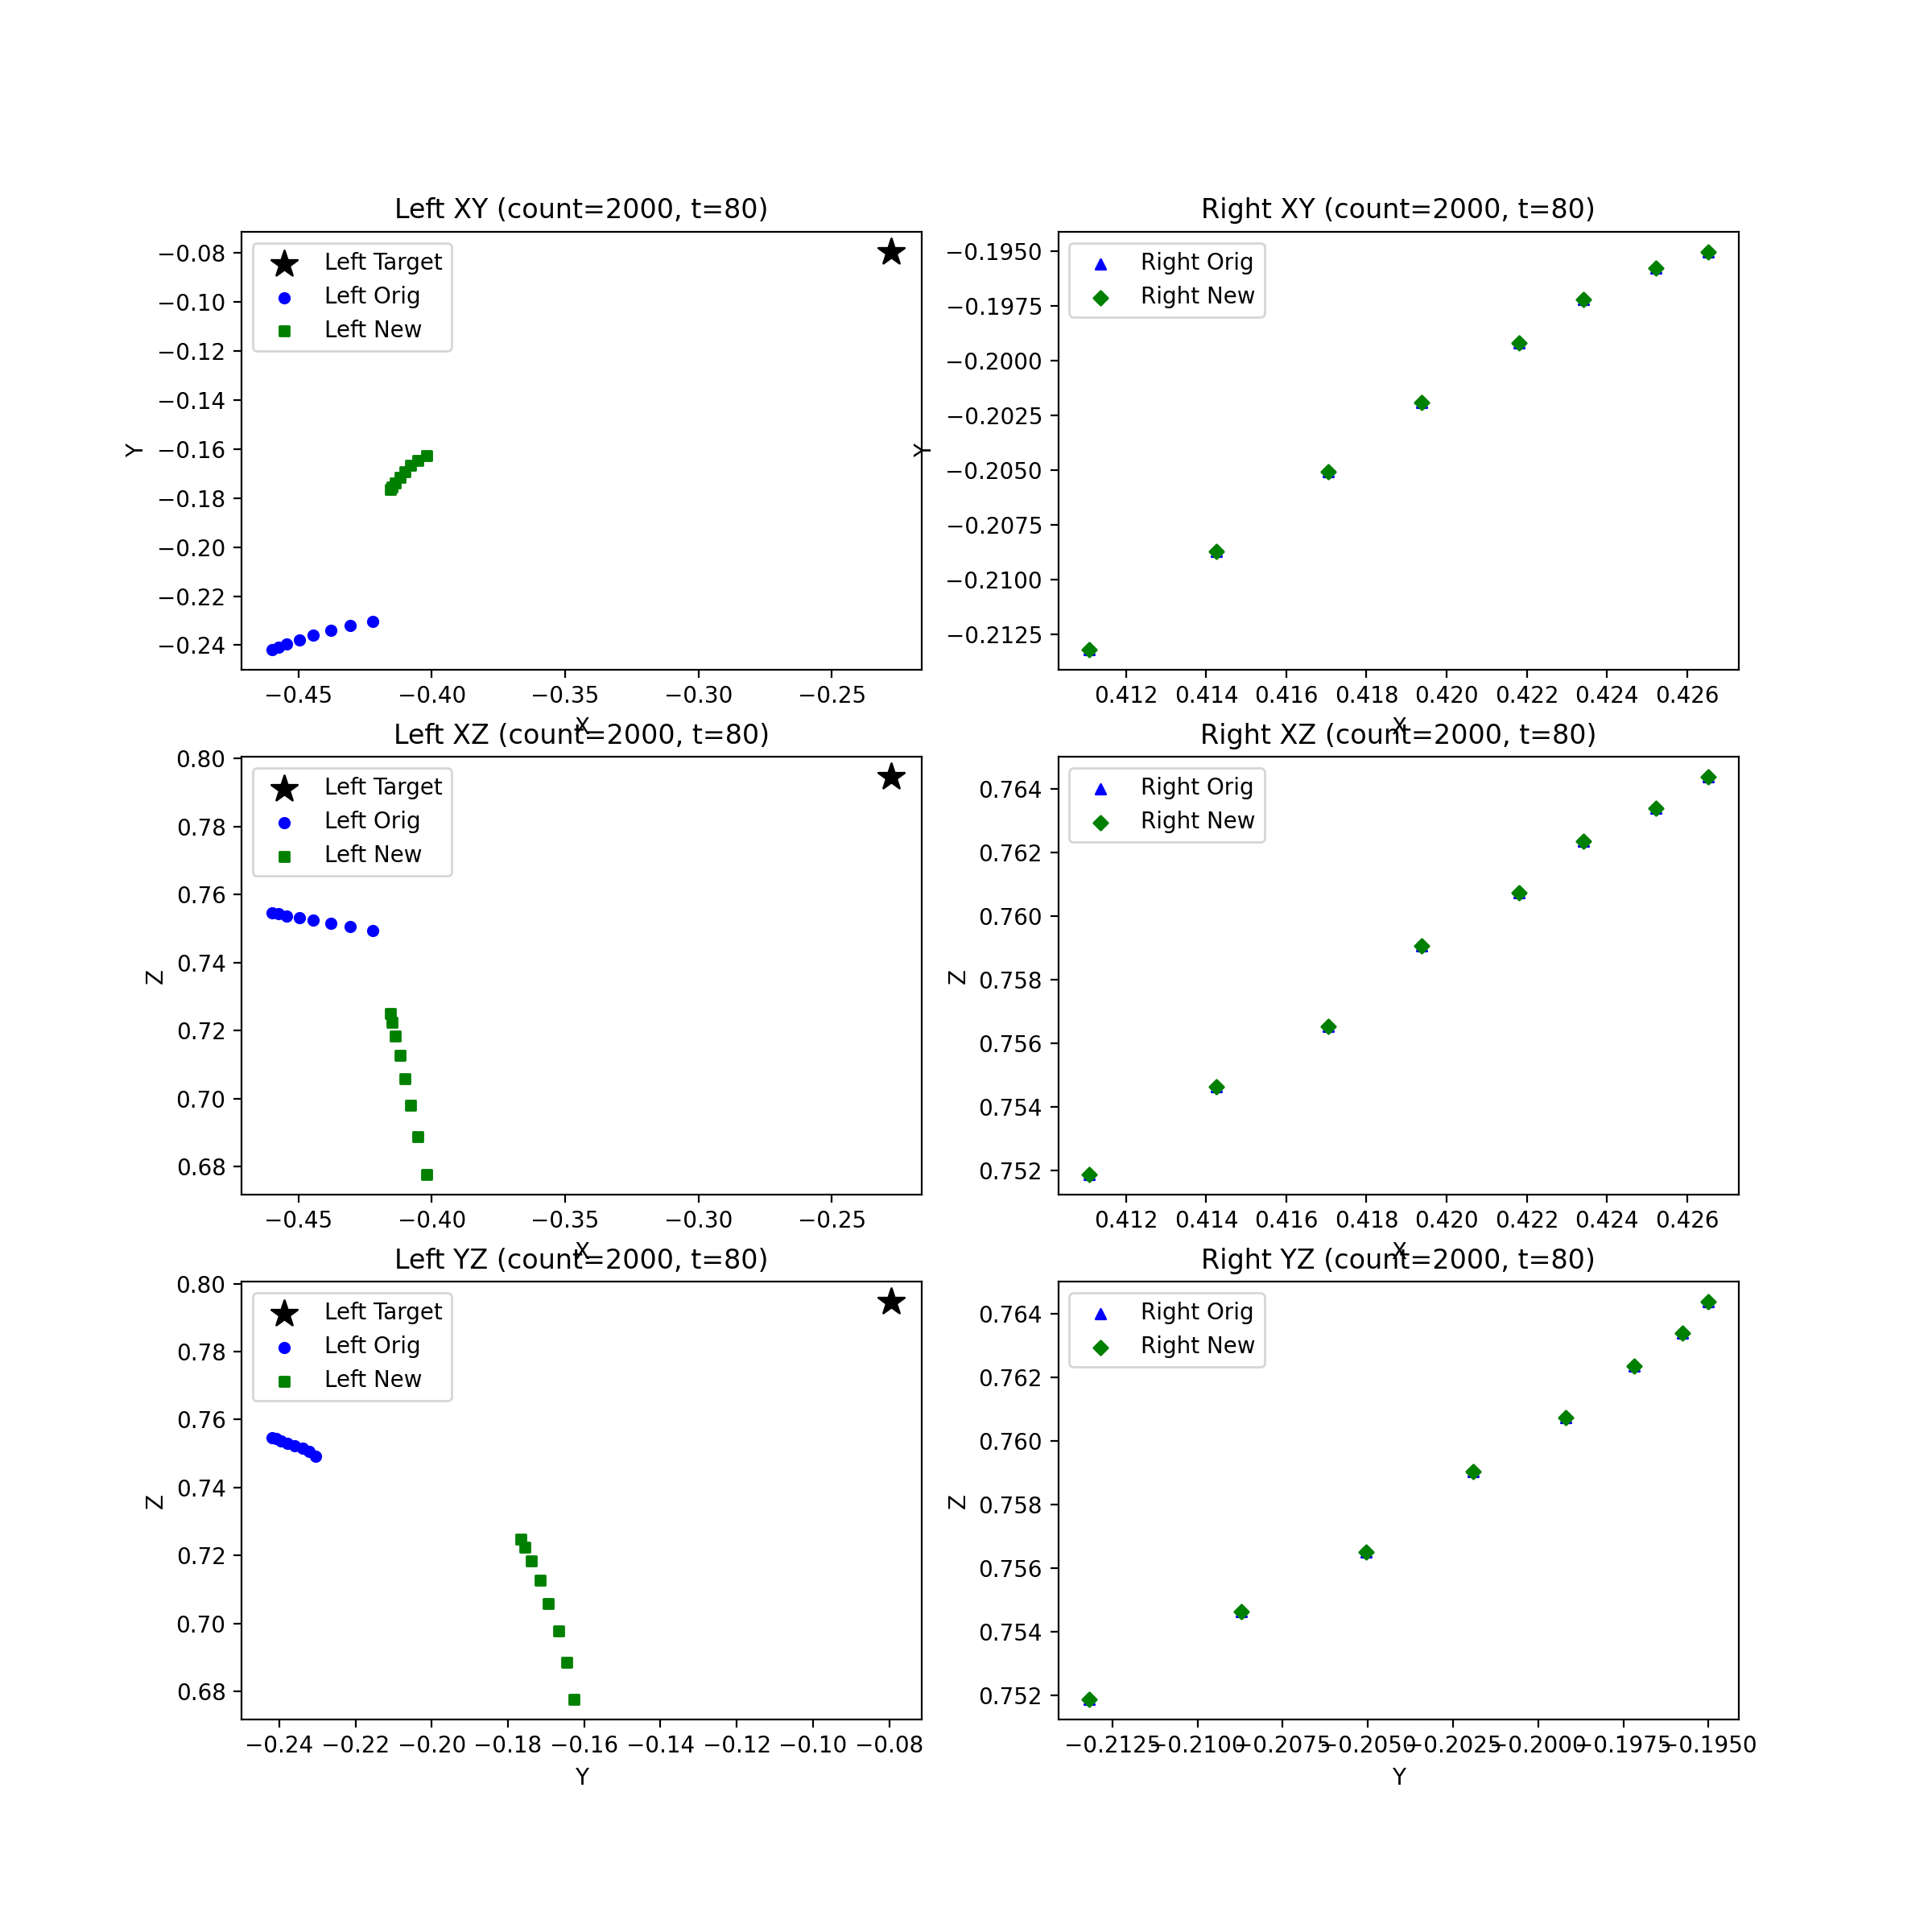 Left XY (count=2000, t=80)
Left Target
Left Orig
Left New
Y
−0.08
−0.10
−0.12
−0.14
−0.16
−0.18
−0.20
−0.22
−0.24
−0.45 −0.40 −0.35 −0.30 −0.25
X
Right XY (count=2000, t=80)
Right Orig
Right New
Y
−0.1950
−0.1975
−0.2000
−0.2025
−0.2050
−0.2075
−0.2100
−0.2125
0.412 0.414 0.416 0.418 0.420 0.422 0.424 0.426
X
Left XZ (count=2000, t=80)
Left Target
Left Orig
Left New
Z
0.80
0.78
0.76
0.74
0.72
0.70
0.68
−0.45 −0.40 −0.35 −0.30 −0.25
X
Right XZ (count=2000, t=80)
Right Orig
Right New
Z
0.764
0.762
0.760
0.758
0.756
0.754
0.752
0.412 0.414 0.416 0.418 0.420 0.422 0.424 0.426
X
Left YZ (count=2000, t=80)
Left Target
Left Orig
Left New
Z
0.80
0.78
0.76
0.74
0.72
0.70
0.68
−0.24 −0.22 −0.20 −0.18 −0.16 −0.14 −0.12 −0.10 −0.08
Y
Right YZ (count=2000, t=80)
Right Orig
Right New
Z
0.764
0.762
0.760
0.758
0.756
0.754
0.752
−0.2125 −0.2100 −0.2075 −0.2050 −0.2025 −0.2000 −0.1975 −0.1950
Y